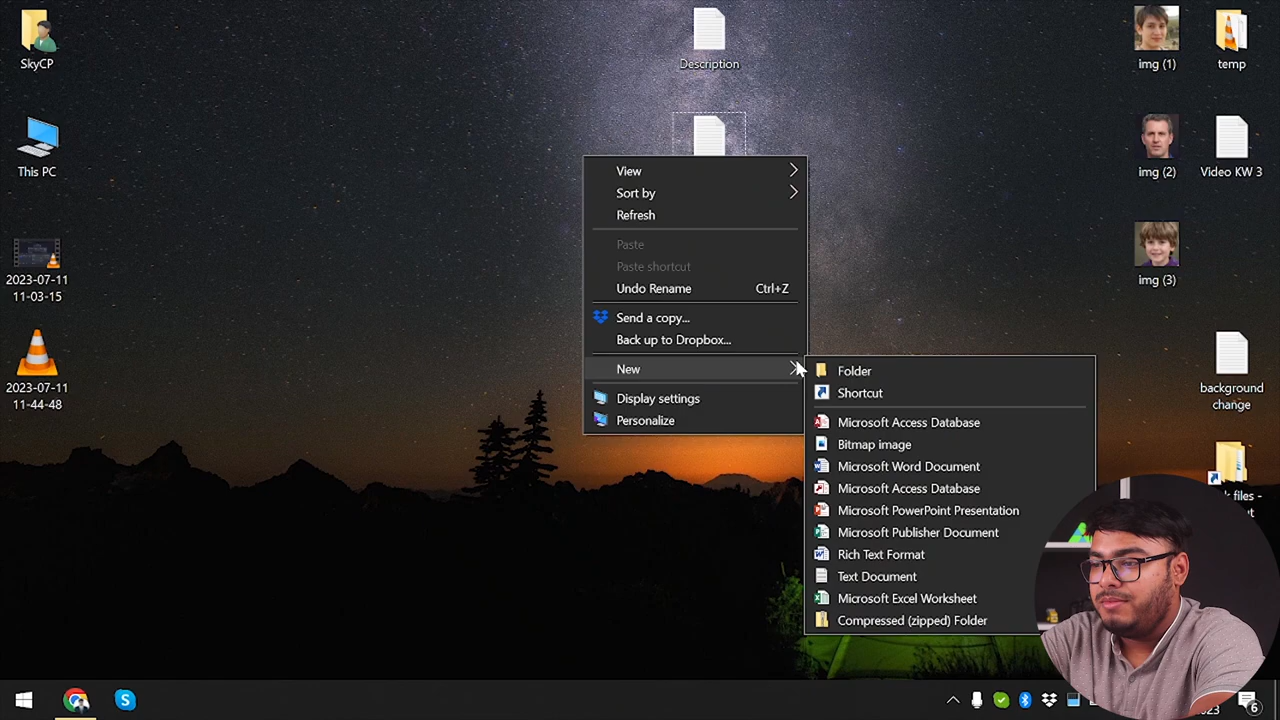 SkyCP
This PC
2023-07-11
11-03-15
2023-07-11
11-44-48
Description
View
Sort by
Refresh
Paste
Paste shortcut
Undo Rename Ctrl+Z
Send a copy...
Back up to Dropbox...
New
Display settings
Personalize
Folder
Shortcut
Microsoft Access Database
Bitmap image
Microsoft Word Document
Microsoft Access Database
Microsoft PowerPoint Presentation
Microsoft Publisher Document
Rich Text Format
Text Document
Microsoft Excel Worksheet
Compressed (zipped) Folder
img (1)
temp
img (2)
Video KW 3
img (3)
background
change
files -
6